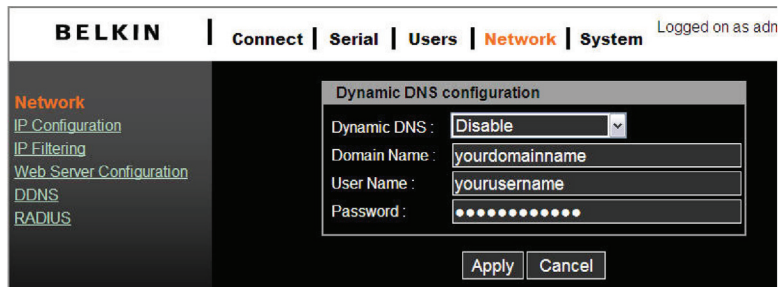 BELKIN
Connect | Serial | Users | Network | System
Logged on as adm
Network
IP Configuration
IP Filtering
Web Server Configuration
DDNS
RADIUS
Dynamic DNS configuration
Dynamic DNS : Disable
Domain Name : yourdomainname
User Name : yourusername
Password : ●●●●●●●●●●●●
Apply Cancel